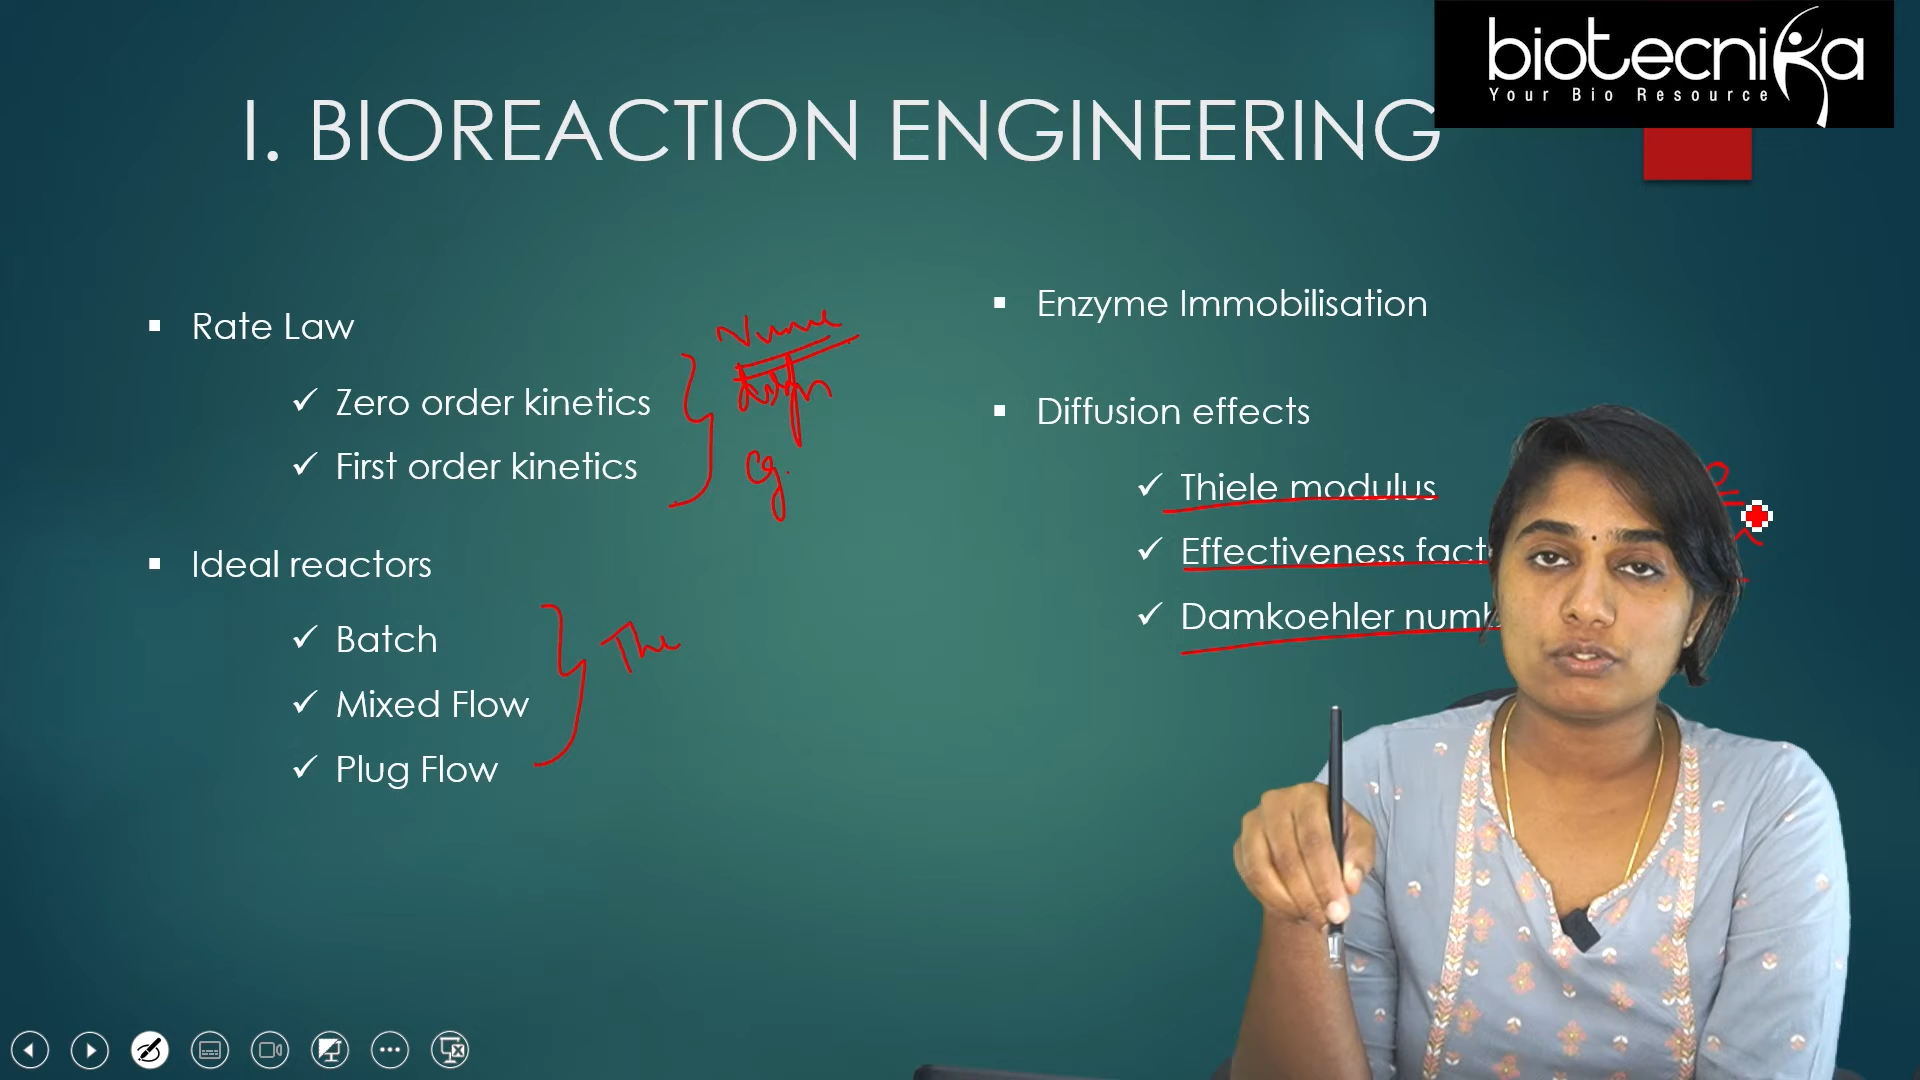 biotecnika
Your Bio Resource
I. BIOREACTION ENGINEERING
▪ Rate Law
✓ Zero order kinetics
✓ First order kinetics
▪ Ideal reactors
✓ Batch
✓ Mixed Flow
✓ Plug Flow
The
▪ Enzyme Immobilisation
▪ Diffusion effects
✓ Thiele modulus
✓ Effectiveness fact
✓ Damkoehler numb